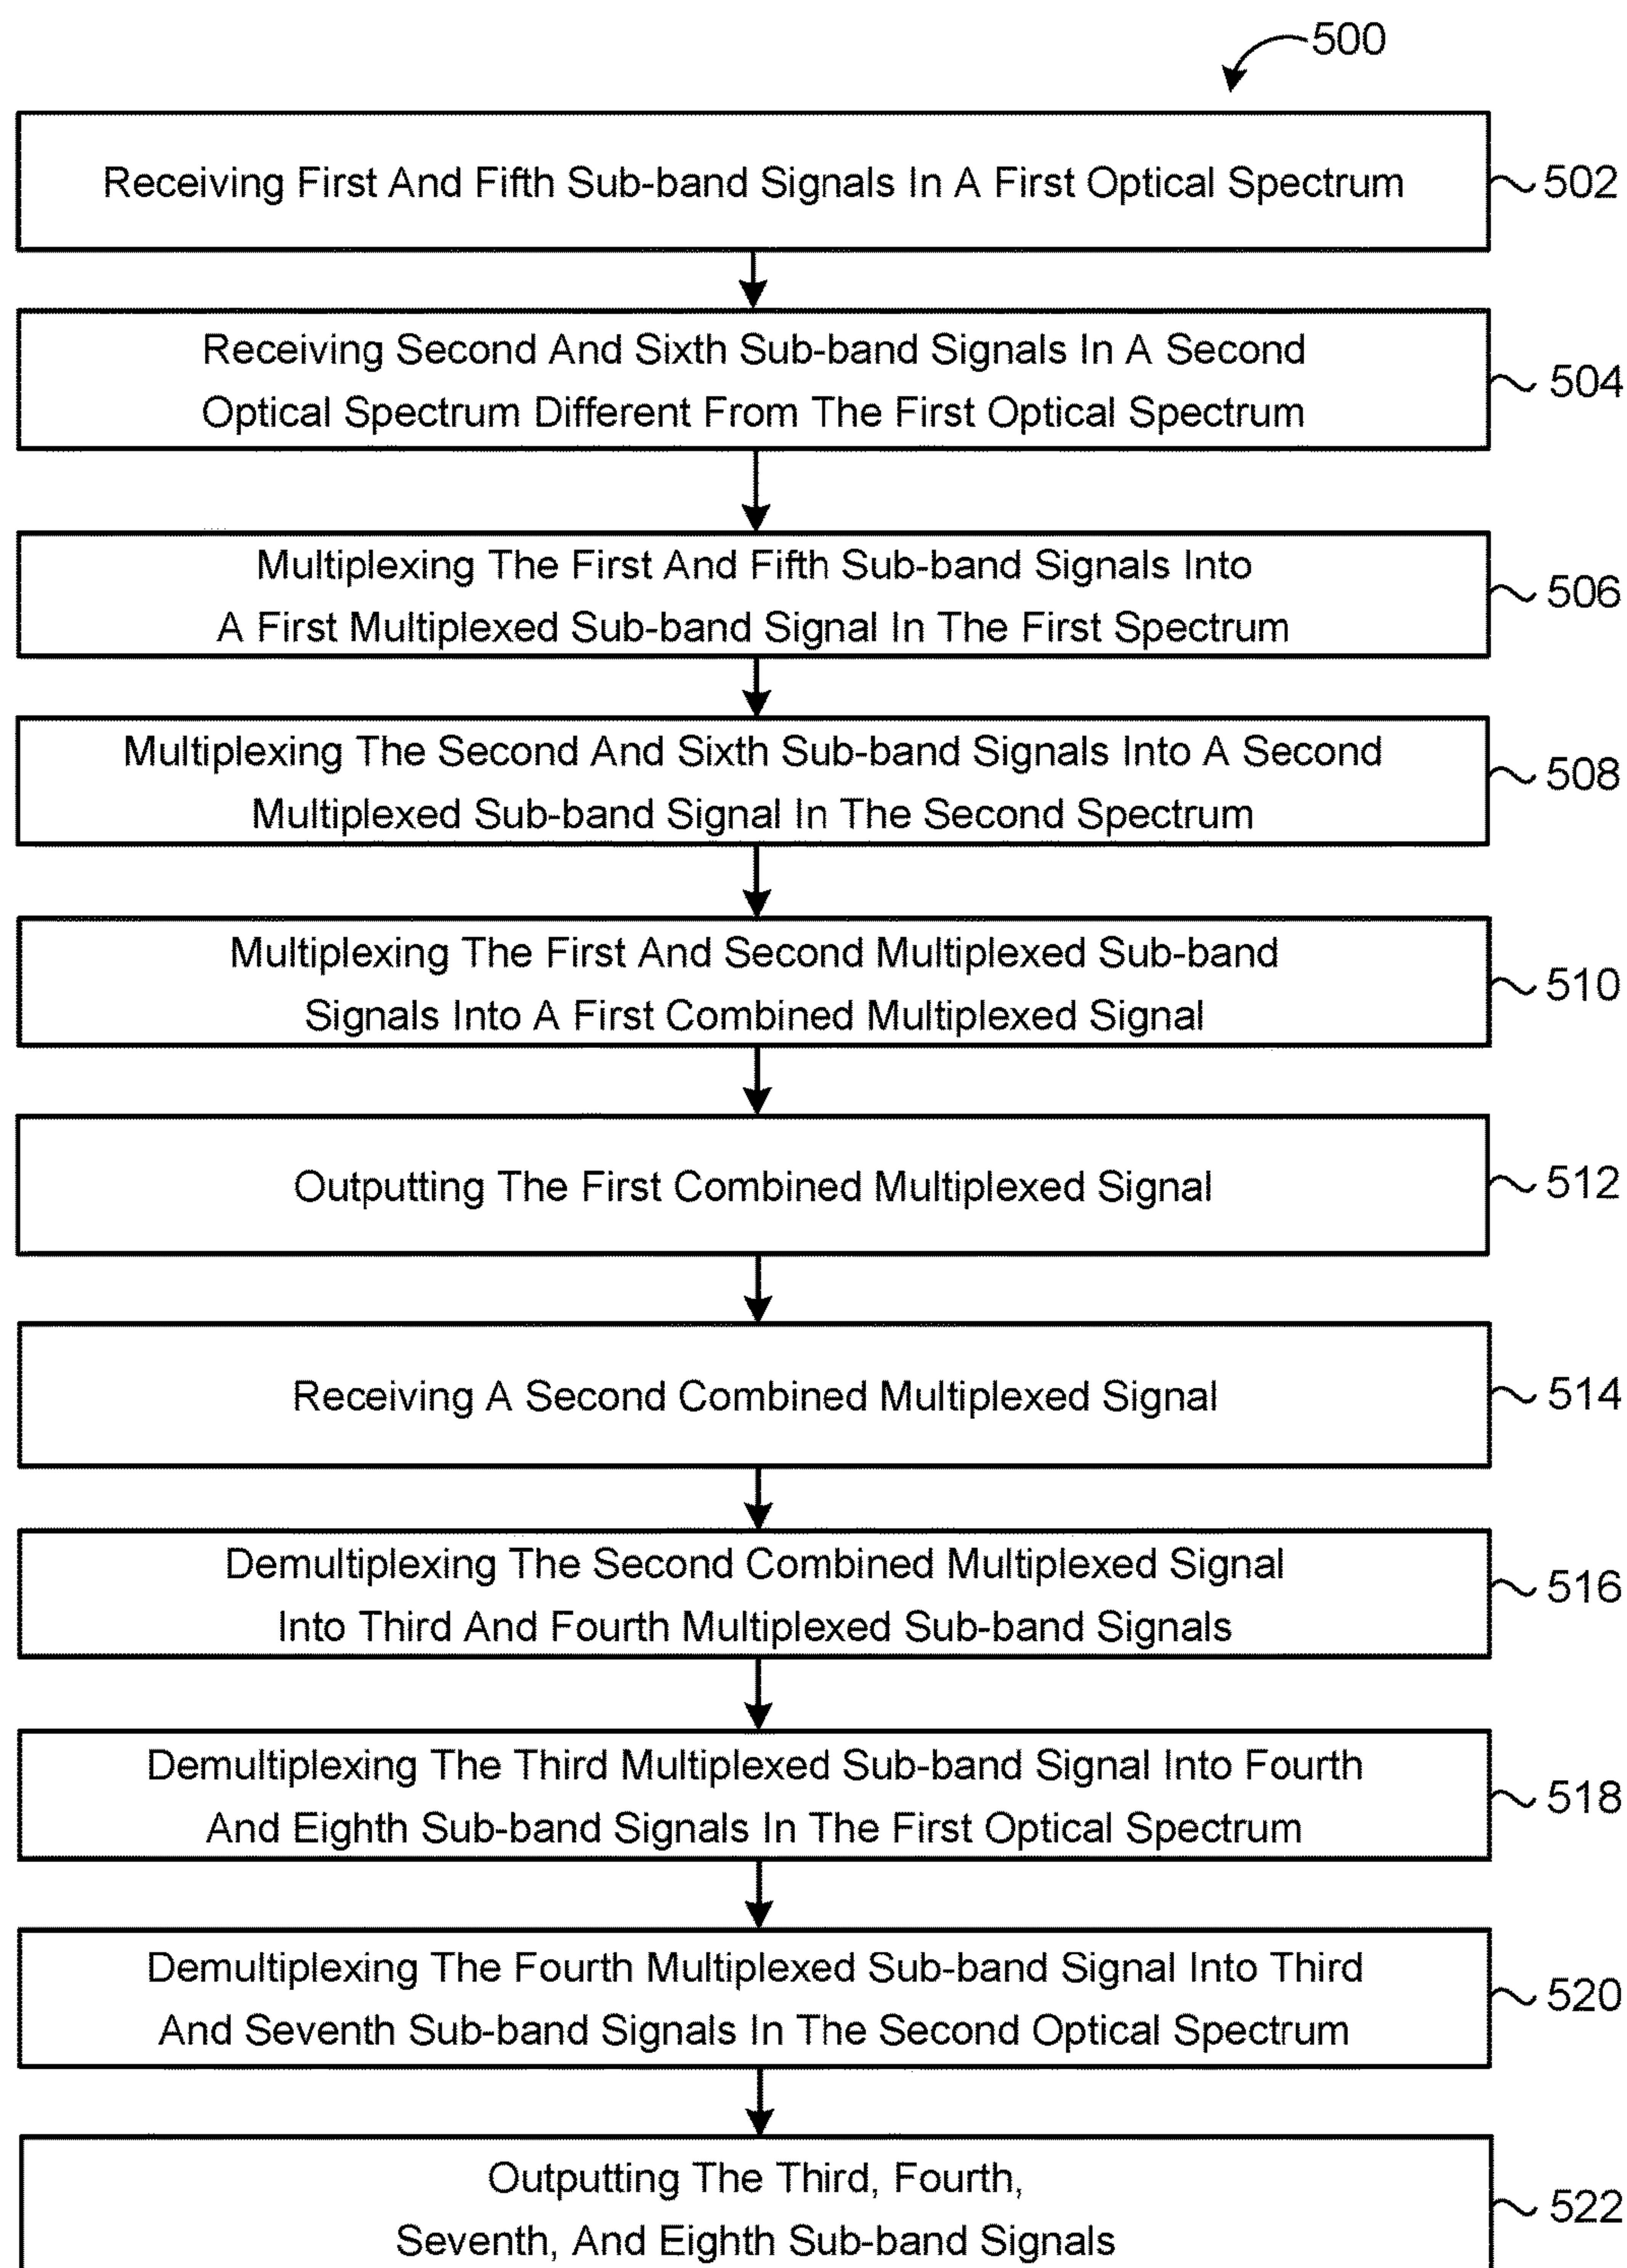 500
Receiving First And Fifth Sub-band Signals In A First Optical Spectrum
502
Receiving Second And Sixth Sub-band Signals In A Second
Optical Spectrum Different From The First Optical Spectrum
504
Multiplexing The First And Fifth Sub-band Signals Into
A First Multiplexed Sub-band Signal In The First Spectrum
506
Multiplexing The Second And Sixth Sub-band Signals Into A Second
Multiplexed Sub-band Signal In The Second Spectrum
508
Multiplexing The First And Second Multiplexed Sub-band
Signals Into A First Combined Multiplexed Signal
510
Outputting The First Combined Multiplexed Signal
512
Receiving A Second Combined Multiplexed Signal
514
Demultiplexing The Second Combined Multiplexed Signal
Into Third And Fourth Multiplexed Sub-band Signals
516
Demultiplexing The Third Multiplexed Sub-band Signal Into Fourth
And Eighth Sub-band Signals In The First Optical Spectrum
518
Demultiplexing The Fourth Multiplexed Sub-band Signal Into Third
And Seventh Sub-band Signals In The Second Optical Spectrum
520
Outputting The Third, Fourth,
Seventh, And Eighth Sub-band Signals
522